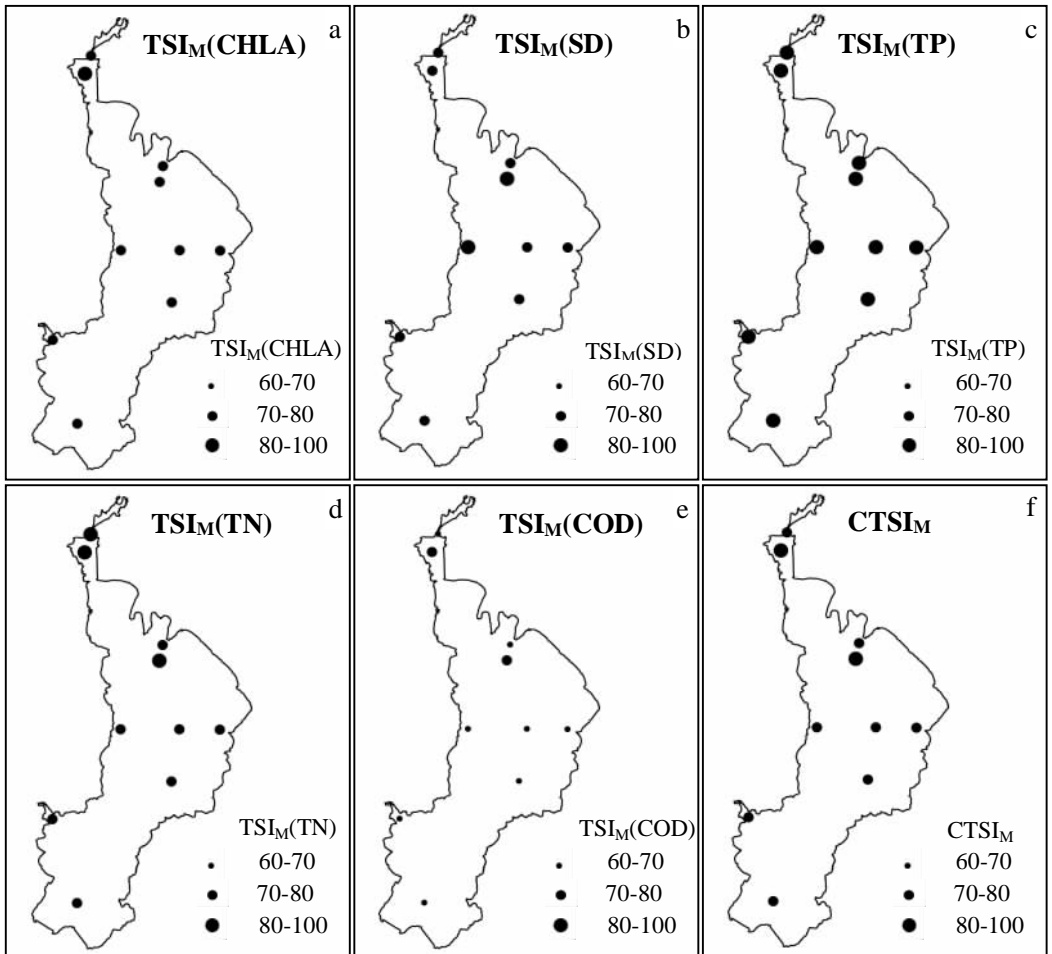 TSIM(CHLA) a
TSIM(CHLA)
60-70
70-80
80-100
TSIM(SD) b
TSIM(SD)
60-70
70-80
80-100
TSIM(TP) c
TSIM(TP)
60-70
70-80
80-100
TSIM(TN) d
TSIM(TN)
60-70
70-80
80-100
TSIM(COD) e
TSIM(COD)
60-70
70-80
80-100
CTSIM f
CTSIM
60-70
70-80
80-100